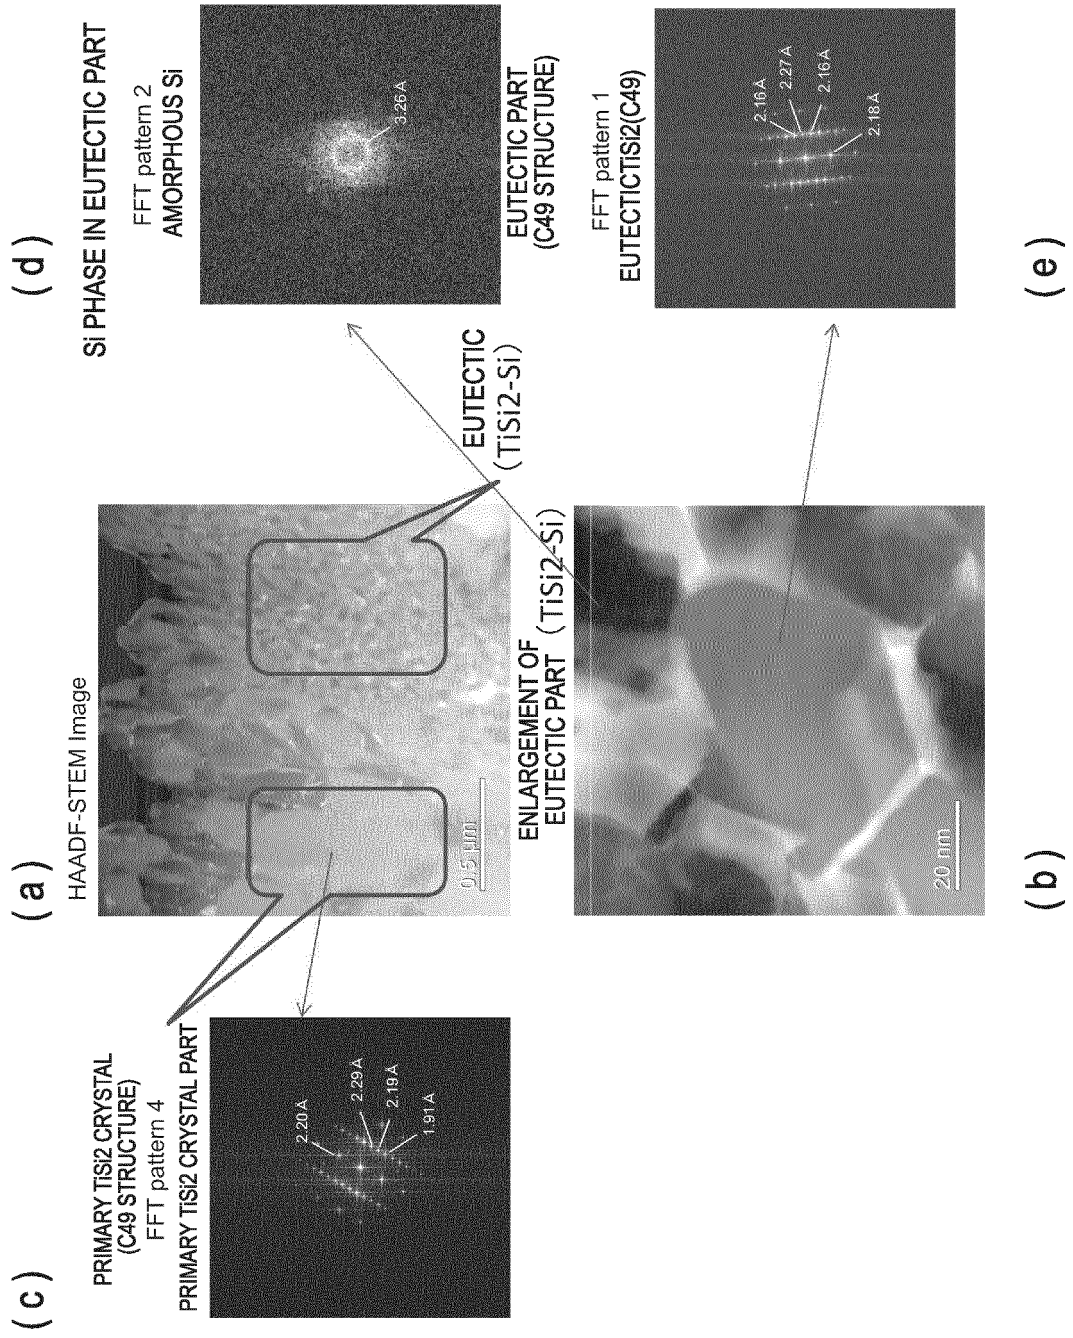 (a)
HAADF-STEM Image
0.5 μm
(b)
ENLARGEMENT OF
EUTECTIC PART (TiSi2-Si)
20 nm
EUTECTIC
(TiSi2-Si)
(c)
PRIMARY TiSi2 CRYSTAL
(C49 STRUCTURE)
FFT pattern 4
PRIMARY TiSi2 CRYSTAL PART
2.20 Å
2.29 Å
2.19 Å
1.91 Å
(d)
Si PHASE IN EUTECTIC PART
FFT pattern 2
AMORPHOUS Si
3.26 Å
(e)
EUTECTIC PART
(C49 STRUCTURE)
FFT pattern 1
EUTECTICTiSi2(C49)
2.16 Å
2.27 Å
2.16 Å
2.18 Å